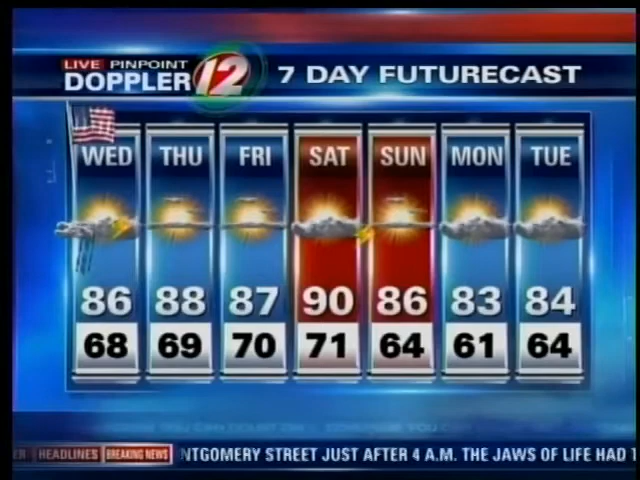 LIVE PINPOINT
DOPPLER 12
7 DAY FUTURECAST
WED THU FRI SAT SUN MON TUE
86 88 87 90 86 83 84
68 69 70 71 64 61 64
ER HEADLINES BREAKING NEWS NTGOMERY STREET JUST AFTER 4 A.M. THE JAWS OF LIFE HAD